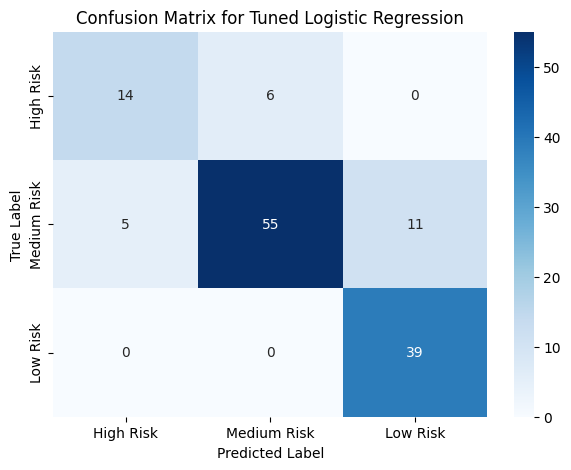 Confusion Matrix for Tuned Logistic Regression
True Label
High Risk
Medium Risk
Low Risk
14 6 0
5 55 11
0 0 39
High Risk Medium Risk Low Risk
Predicted Label
50
40
30
20
10
0